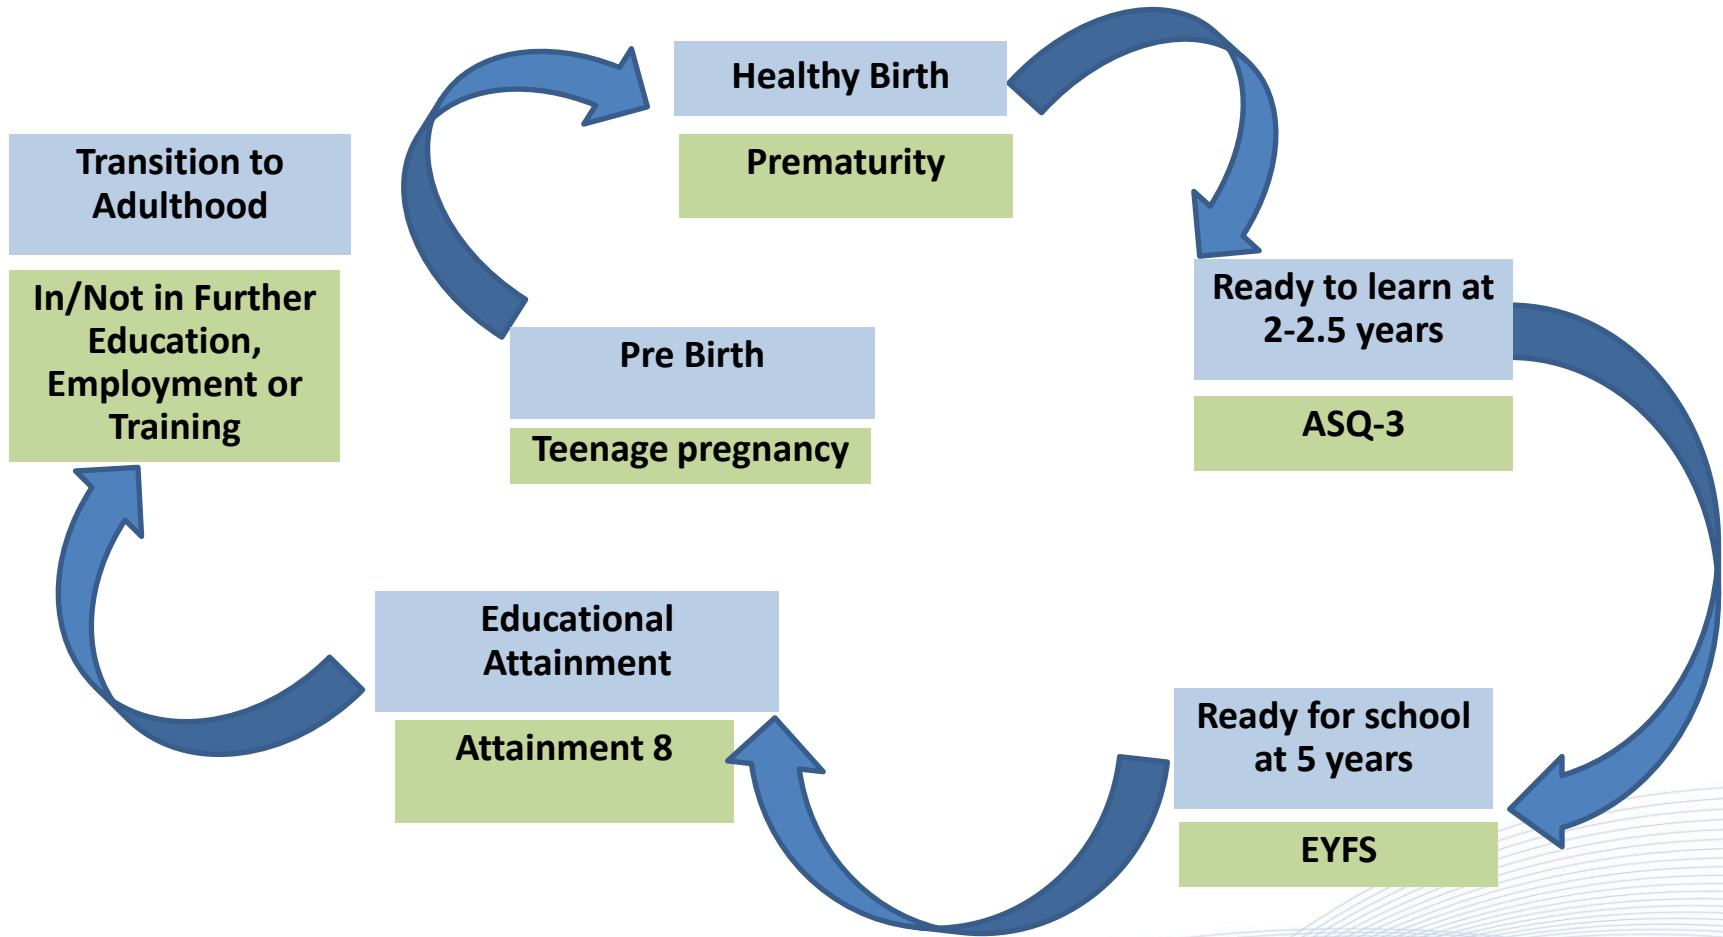 Healthy Birth
Prematurity
Transition to
Adulthood
In/Not in Further
Education,
Employment or
Training
Pre Birth
Teenage pregnancy
Ready to learn at
2-2.5 years
ASQ-3
Educational
Attainment
Attainment 8
Ready for school
at 5 years
EYFS